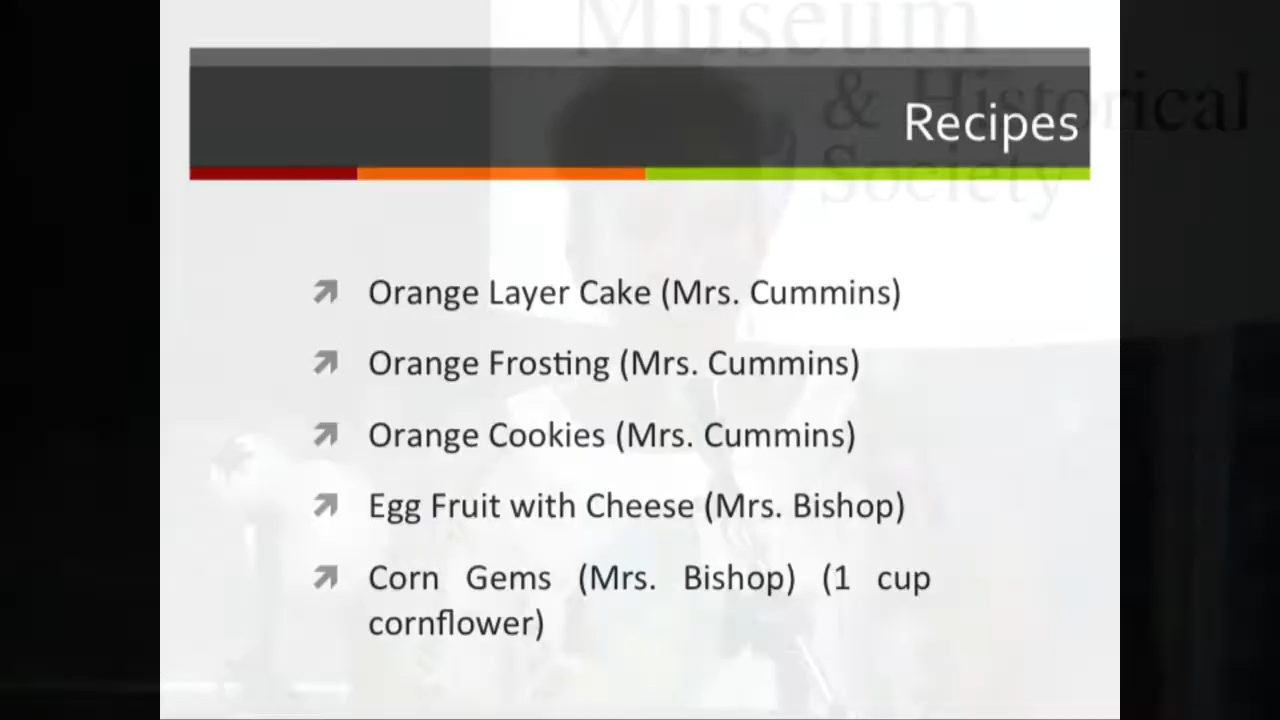 Museum
& Historical
Society
Recipes
Orange Layer Cake (Mrs. Cummins)
Orange Frosting (Mrs. Cummins)
Orange Cookies (Mrs. Cummins)
Egg Fruit with Cheese (Mrs. Bishop)
Corn Gems (Mrs. Bishop) (1 cup
cornflower)